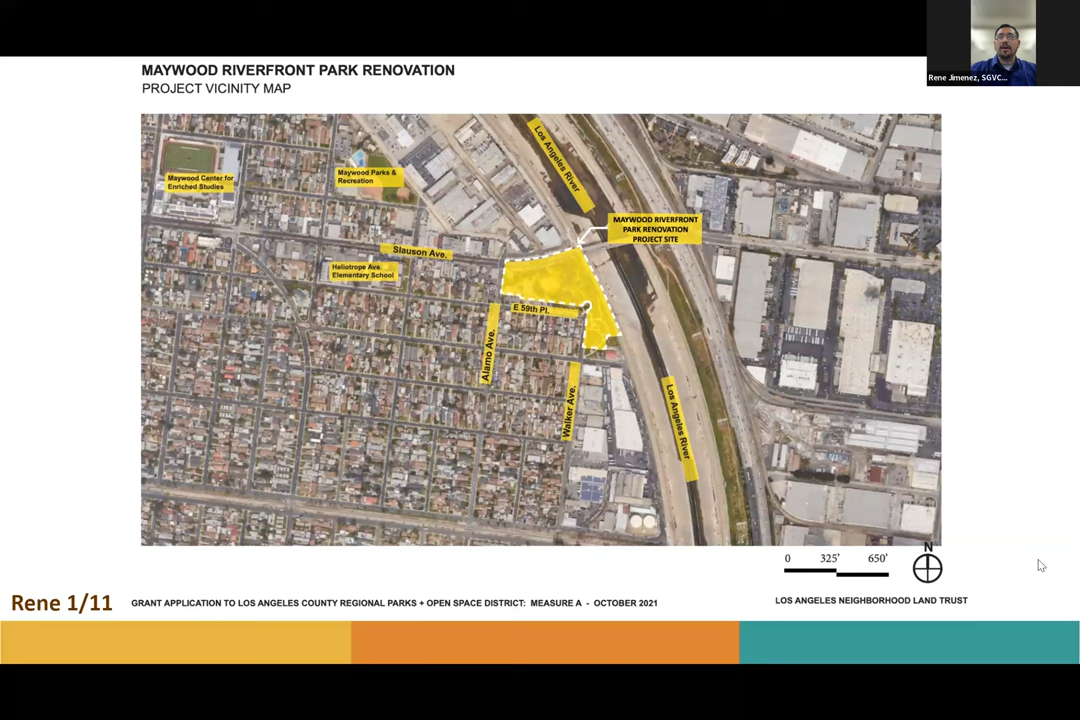 Rene Jimenez, SGVC...
MAYWOOD RIVERFRONT PARK RENOVATION
PROJECT VICINITY MAP
Los Angeles River
Maywood Center for
Enriched Studies
Maywood Parks &
Recreation
MAYWOOD RIVERFRONT
PARK RENOVATION
PROJECT SITE
Slauson Ave.
Heliotrope Ave.
Elementary School
E 59th Pl.
Alamo Ave.
Walker Ave.
Los Angeles River
N
0 325' 650'
Rene 1/11
GRANT APPLICATION TO LOS ANGELES COUNTY REGIONAL PARKS + OPEN SPACE DISTRICT: MEASURE A - OCTOBER 2021
LOS ANGELES NEIGHBORHOOD LAND TRUST